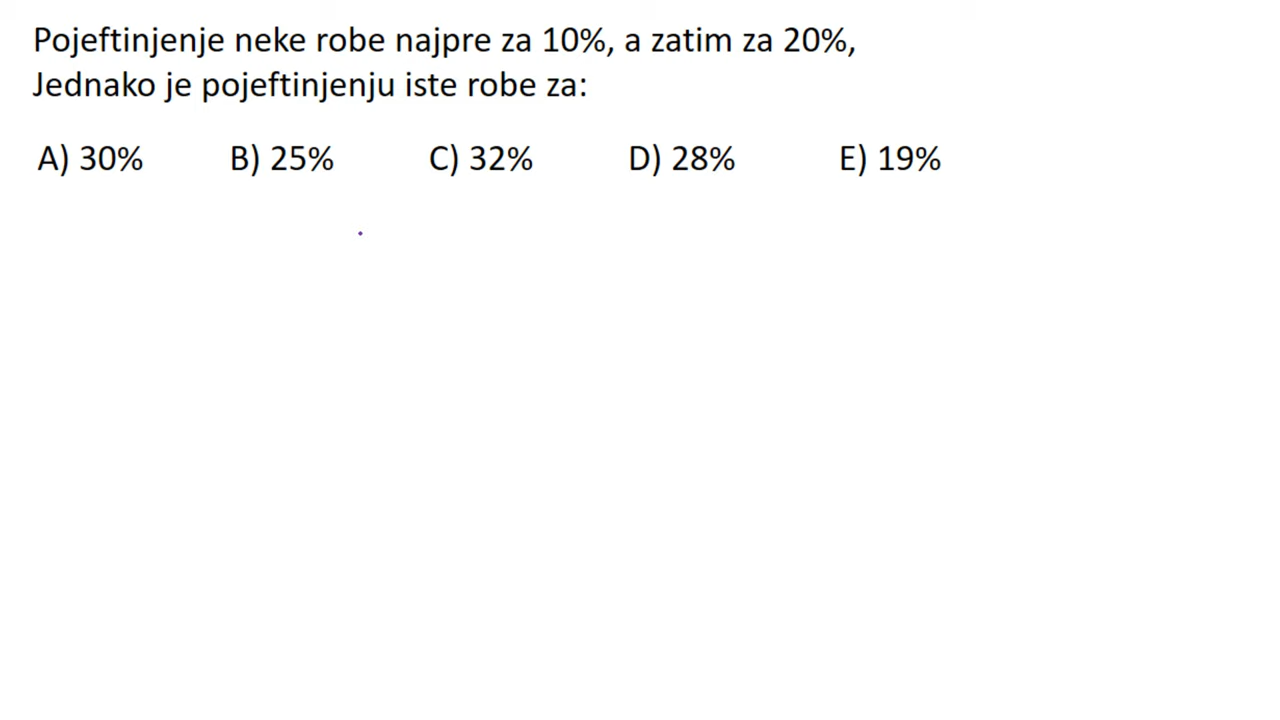 Pojeftinjenje neke robe najpre za 10%, a zatim za 20%,
Jednako je pojeftinjenju iste robe za:
A) 30% B) 25% C) 32% D) 28% E) 19%